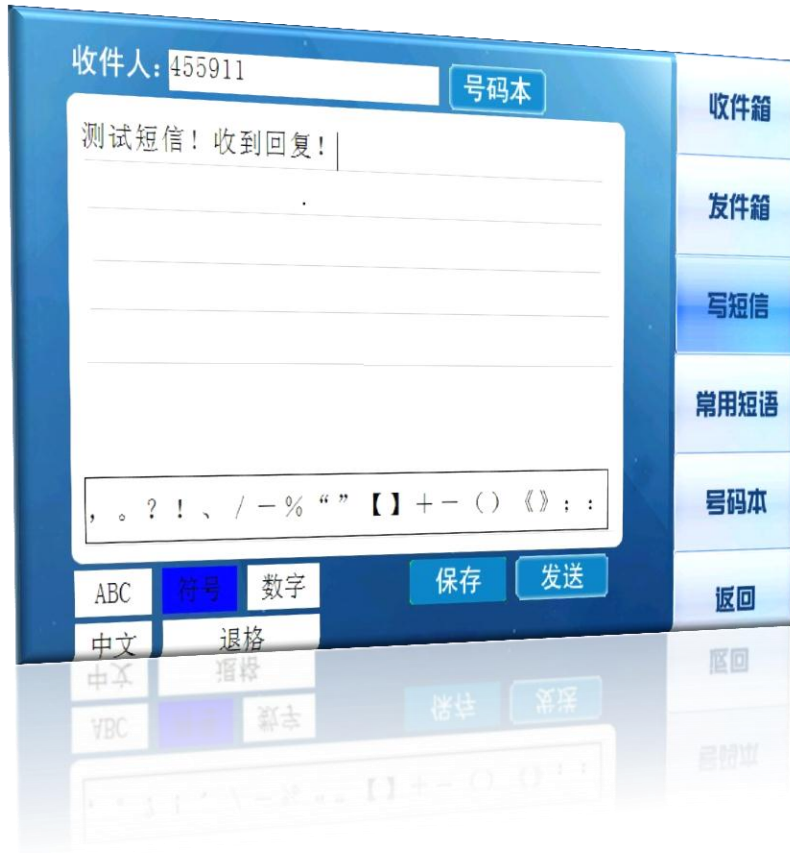 收件人: 455911
号码本
测试短信！收到回复！
，。？！、/－％“”【】＋－（）《》；：
ABC 符号 数字
保存 发送
中文 退格
收件箱
发件箱
写短信
常用短语
号码本
返回